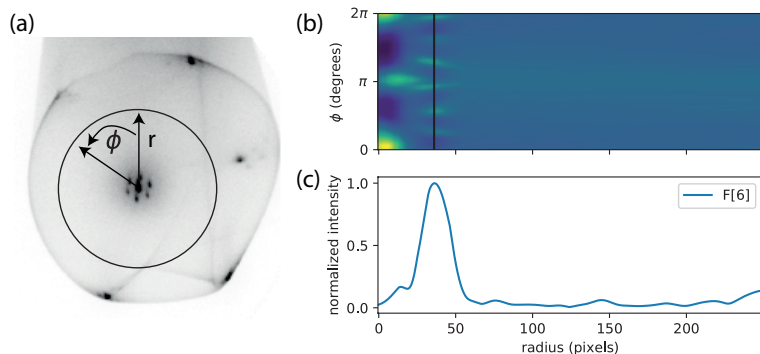 (a)
ϕ
r
(b)
2π
π
0
ϕ (degrees)
(c)
1.0
0.5
0.0
normalized intensity
F[6]
0
50
100
150
200
radius (pixels)